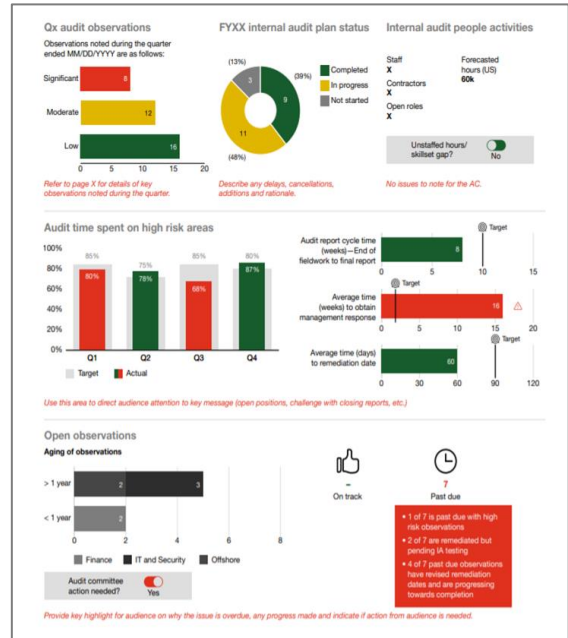 Qx audit observations
Observations noted during the quarter
ended MM/DD/YYYY are as follows:
Significant
8
Moderate
12
Low
16
0
5
10
15
20
Refer to page X for details of key
observations noted during the quarter.
FYXX internal audit plan status
(13%)
3
(39%)
9
11
(48%)
Completed
In progress
Not started
Describe any delays, cancellations,
additions and rationale.
Internal audit people activities
Staff
X
Contractors
X
Open roles
X
Forecasted
hours (US)
60k
Unstaffed hours/
skillset gap?
No
No issues to note for the AC.
Audit time spent on high risk areas
100%
80%
60%
40%
20%
0%
85%
80%
75%
78%
85%
68%
80%
87%
Q1
Q2
Q3
Q4
Target
Actual
Audit report cycle time
(weeks)—End of
fieldwork to final report
8
Target
0
5
10
15
Average time
(weeks) to obtain
management response
Target
16
0
5
10
15
20
Average time (days)
to remediation date
60
Target
0
30
60
90
120
Use this area to direct audience attention to key message (open positions, challenge with closing reports, etc.)
Open observations
Aging of observations
> 1 year
2
3
< 1 year
2
0
2
4
6
8
Finance
IT and Security
Offshore
Audit committee
action needed?
Yes
–
On track
7
Past due
• 1 of 7 is past due with high
risk observations
• 2 of 7 are remediated but
pending IA testing
• 4 of 7 past due observations
have revised remediation
dates and are progressing
towards completion
Provide key highlight for audience on why the issue is overdue, any progress made and indicate if action from audience is needed.